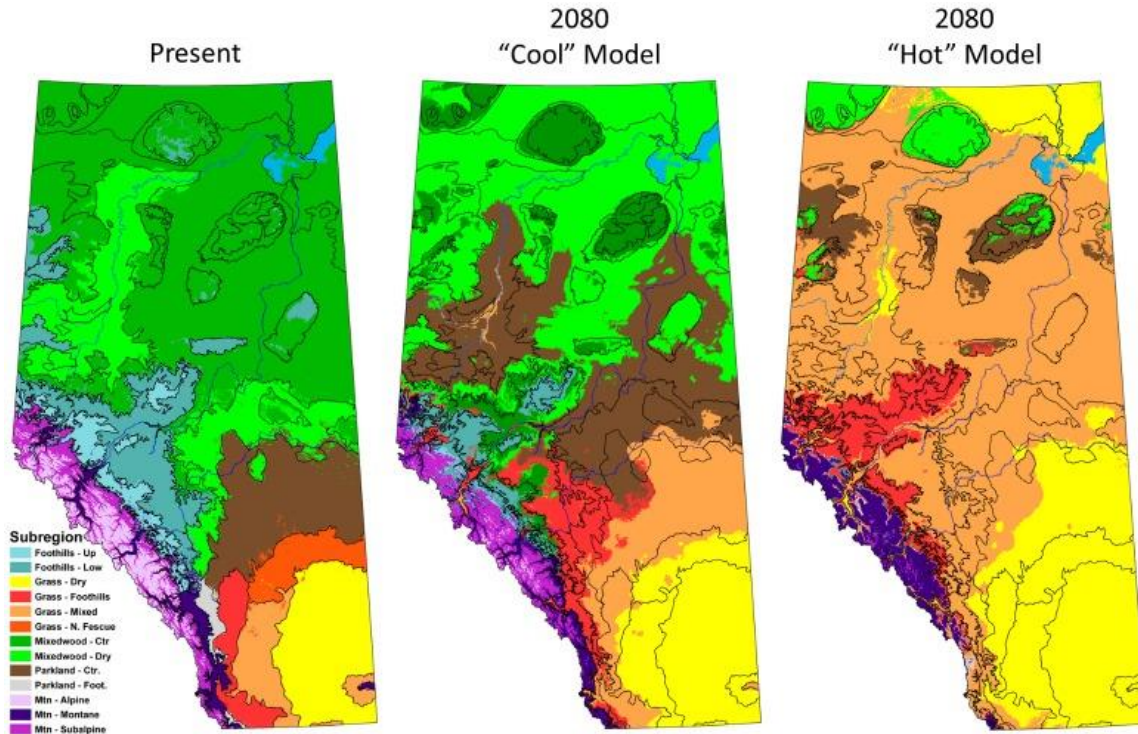 Present
2080
“Cool” Model
2080
“Hot” Model
Subregion
Foothills - Up
Foothills - Low
Grass - Dry
Grass - Foothills
Grass - Mixed
Grass - N. Fescue
Mixedwood - Ctr
Mixedwood - Dry
Parkland - Ctr.
Parkland - Foot.
Mtn - Alpine
Mtn - Montane
Mtn - Subalpine